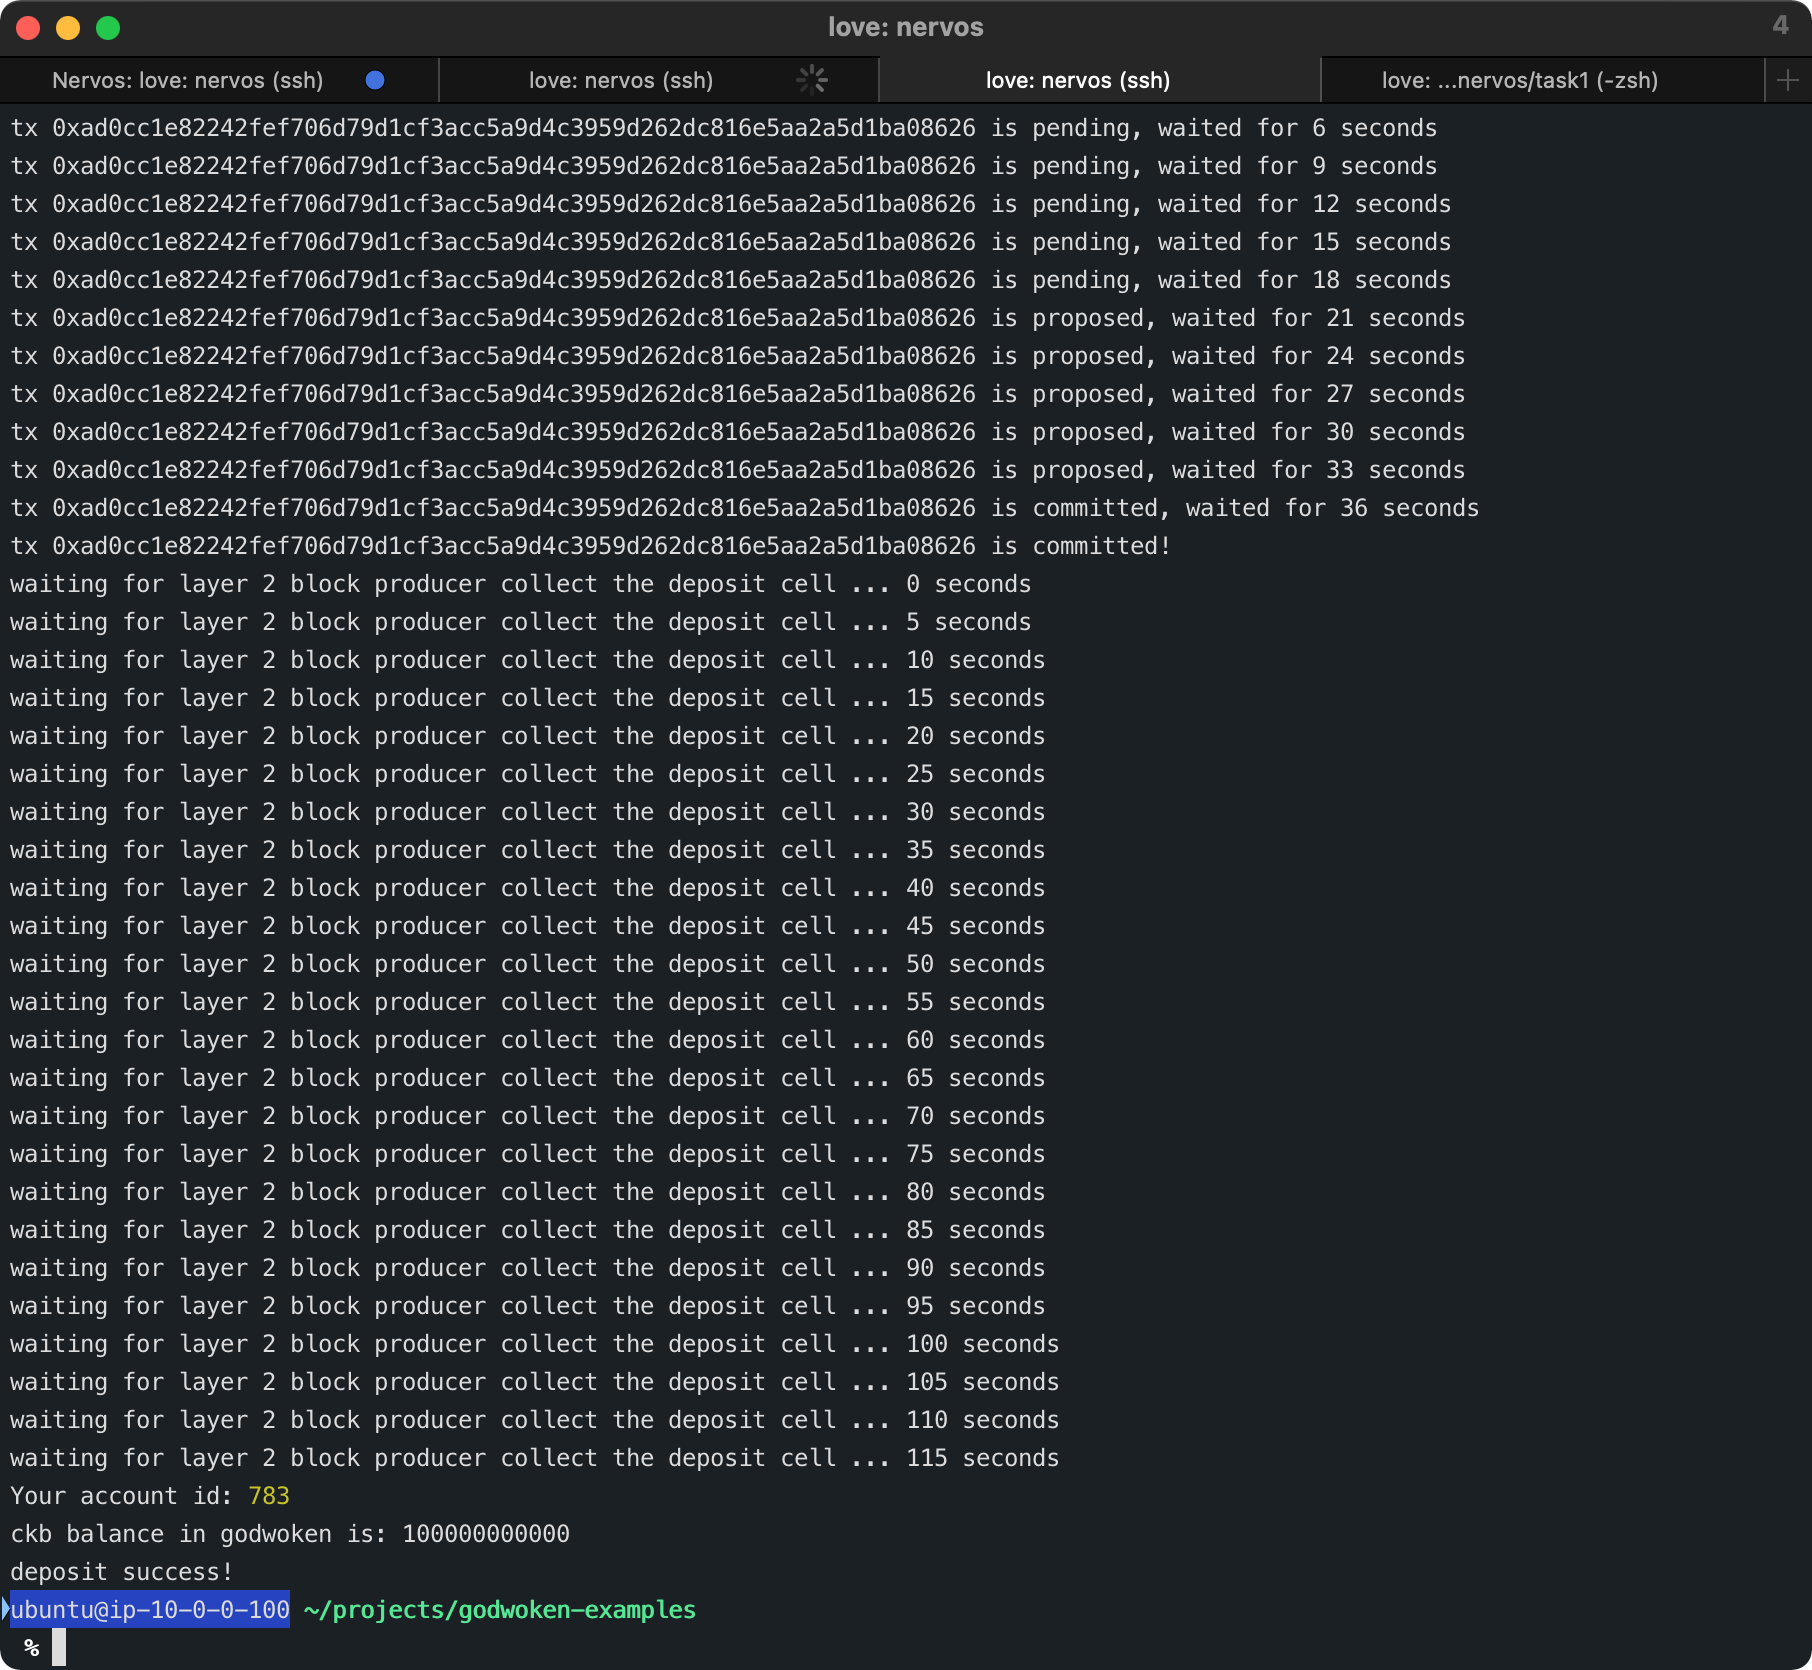 love: nervos
4
Nervos: love: nervos (ssh)
love: nervos (ssh)
love: nervos (ssh)
love: ...nervos/task1 (-zsh)
tx 0xad0cc1e82242fef706d79d1cf3acc5a9d4c3959d262dc816e5aa2a5d1ba08626 is pending, waited for 6 seconds
tx 0xad0cc1e82242fef706d79d1cf3acc5a9d4c3959d262dc816e5aa2a5d1ba08626 is pending, waited for 9 seconds
tx 0xad0cc1e82242fef706d79d1cf3acc5a9d4c3959d262dc816e5aa2a5d1ba08626 is pending, waited for 12 seconds
tx 0xad0cc1e82242fef706d79d1cf3acc5a9d4c3959d262dc816e5aa2a5d1ba08626 is pending, waited for 15 seconds
tx 0xad0cc1e82242fef706d79d1cf3acc5a9d4c3959d262dc816e5aa2a5d1ba08626 is pending, waited for 18 seconds
tx 0xad0cc1e82242fef706d79d1cf3acc5a9d4c3959d262dc816e5aa2a5d1ba08626 is proposed, waited for 21 seconds
tx 0xad0cc1e82242fef706d79d1cf3acc5a9d4c3959d262dc816e5aa2a5d1ba08626 is proposed, waited for 24 seconds
tx 0xad0cc1e82242fef706d79d1cf3acc5a9d4c3959d262dc816e5aa2a5d1ba08626 is proposed, waited for 27 seconds
tx 0xad0cc1e82242fef706d79d1cf3acc5a9d4c3959d262dc816e5aa2a5d1ba08626 is proposed, waited for 30 seconds
tx 0xad0cc1e82242fef706d79d1cf3acc5a9d4c3959d262dc816e5aa2a5d1ba08626 is proposed, waited for 33 seconds
tx 0xad0cc1e82242fef706d79d1cf3acc5a9d4c3959d262dc816e5aa2a5d1ba08626 is committed, waited for 36 seconds
tx 0xad0cc1e82242fef706d79d1cf3acc5a9d4c3959d262dc816e5aa2a5d1ba08626 is committed!
waiting for layer 2 block producer collect the deposit cell ... 0 seconds
waiting for layer 2 block producer collect the deposit cell ... 5 seconds
waiting for layer 2 block producer collect the deposit cell ... 10 seconds
waiting for layer 2 block producer collect the deposit cell ... 15 seconds
waiting for layer 2 block producer collect the deposit cell ... 20 seconds
waiting for layer 2 block producer collect the deposit cell ... 25 seconds
waiting for layer 2 block producer collect the deposit cell ... 30 seconds
waiting for layer 2 block producer collect the deposit cell ... 35 seconds
waiting for layer 2 block producer collect the deposit cell ... 40 seconds
waiting for layer 2 block producer collect the deposit cell ... 45 seconds
waiting for layer 2 block producer collect the deposit cell ... 50 seconds
waiting for layer 2 block producer collect the deposit cell ... 55 seconds
waiting for layer 2 block producer collect the deposit cell ... 60 seconds
waiting for layer 2 block producer collect the deposit cell ... 65 seconds
waiting for layer 2 block producer collect the deposit cell ... 70 seconds
waiting for layer 2 block producer collect the deposit cell ... 75 seconds
waiting for layer 2 block producer collect the deposit cell ... 80 seconds
waiting for layer 2 block producer collect the deposit cell ... 85 seconds
waiting for layer 2 block producer collect the deposit cell ... 90 seconds
waiting for layer 2 block producer collect the deposit cell ... 95 seconds
waiting for layer 2 block producer collect the deposit cell ... 100 seconds
waiting for layer 2 block producer collect the deposit cell ... 105 seconds
waiting for layer 2 block producer collect the deposit cell ... 110 seconds
waiting for layer 2 block producer collect the deposit cell ... 115 seconds
Your account id: 783
ckb balance in godwoken is: 100000000000
deposit success!
ubuntu@ip-10-0-0-100 ~/projects/godwoken-examples
%